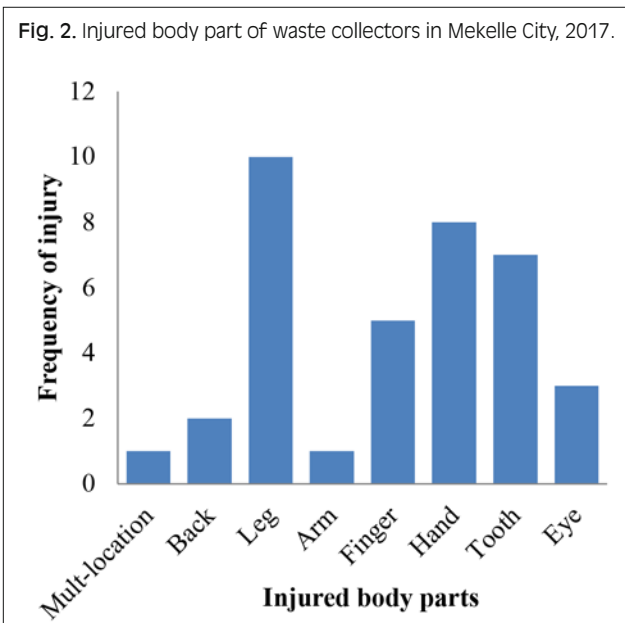 Fig. 2. Injured body part of waste collectors in Mekelle City, 2017.
12
10
8
6
4
2
0
Frequency of injury
Mult-location
Back
Leg
Arm
Finger
Hand
Tooth
Eye
Injured body parts